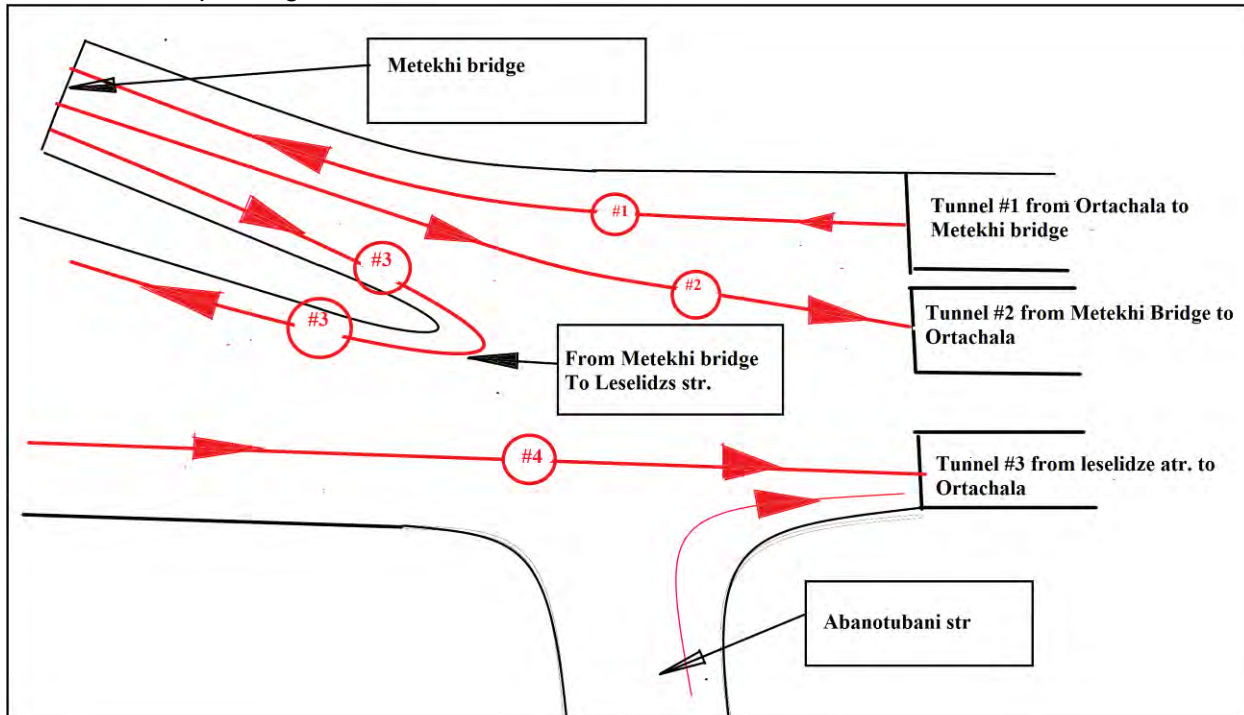 Metekhi bridge
#1
Tunnel #1 from Ortachala to
Metekhi bridge
#3
#2
#3
Tunnel #2 from Metekhi Bridge to
Ortachala
From Metekhi bridge
To Leselidzs str.
#4
Tunnel #3 from leselidze atr. to
Ortachala
Abanotubani str